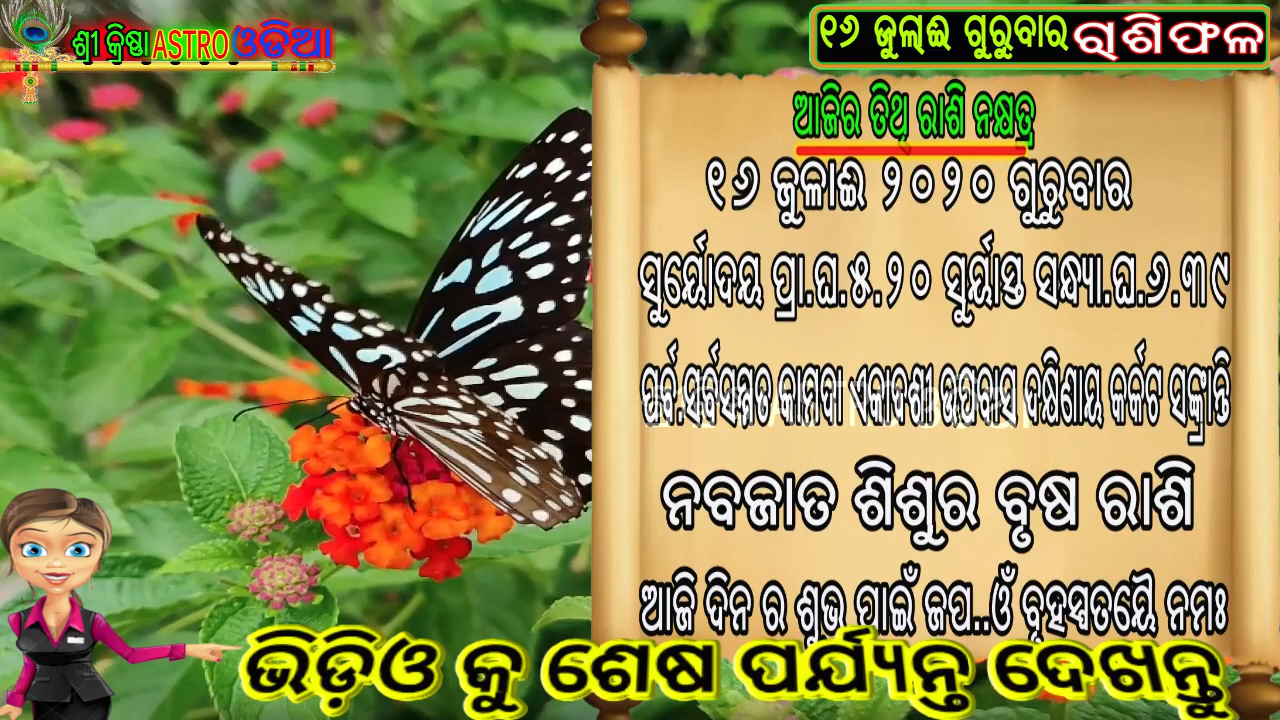 ଶ୍ରୀ କ୍ରିଷ୍ଣା ASTRO ଓଡିଆ
୧୬ ଜୁଲାଇ ଗୁରୁବାର ରାଶିଫଳ
ଆଜିର ତିଥି ରାଶି ନକ୍ଷତ୍ର
୧୬ ଜୁଲାଈ ୨୦୨୦ ଗୁରୁବାର
ସୁର୍ଯ୍ୟୋଦୟ ପ୍ରା.ଘ.୫.୨୦ ସୁର୍ଯ୍ୟାସ୍ତ ସନ୍ଧ୍ୟା.ଘ.୬.୩୯
ପର୍ବ.ସର୍ବସମ୍ମତ କାମଦା ଏକାଦଶୀ ଉପବାସ ଦକ୍ଷିଣାୟ କର୍କଟ ସଙ୍କ୍ରାନ୍ତି
ନବଜାତ ଶିଶୁର ବୃଷ ରାଶି
ଆଜି ଦିନ ର ଶୁଭ ପାଇଁ ଜପ..ଓଁ ବୃହସ୍ପତୟୈ ନମଃ
ଭିଡ଼ିଓ କୁ ଶେଷ ପର୍ଯ୍ୟନ୍ତ ଦେଖନ୍ତୁ